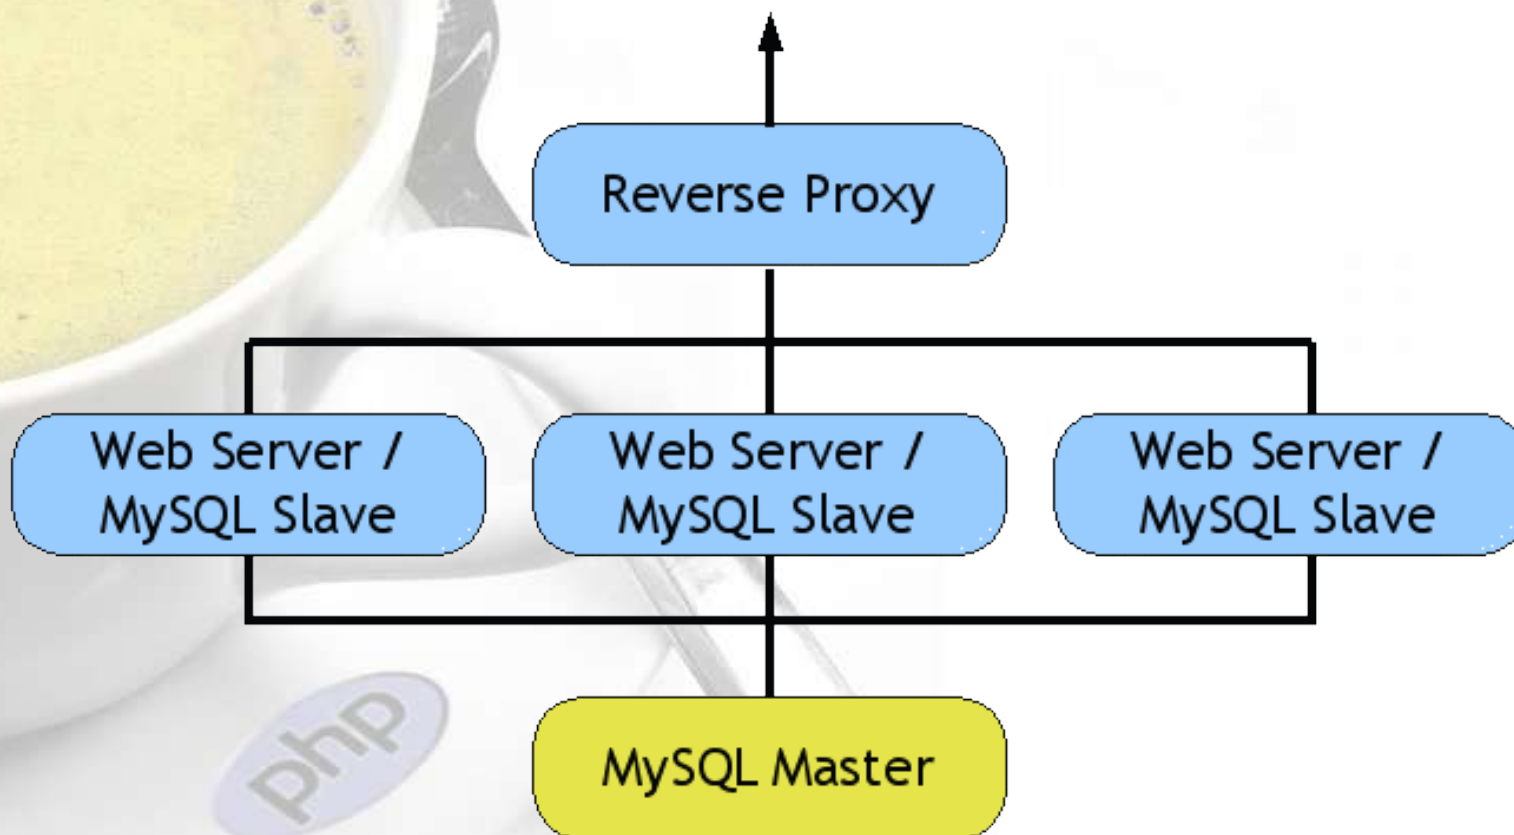 Reverse Proxy
Web Server /
MySQL Slave
Web Server /
MySQL Slave
Web Server /
MySQL Slave
MySQL Master
php